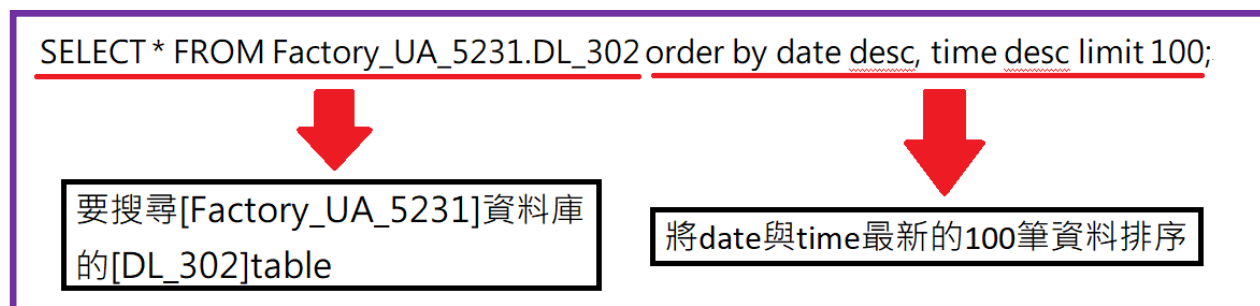 SELECT * FROM Factory_UA_5231.DL_302 order by date desc, time desc limit 100;
要搜尋[Factory_UA_5231]資料庫
的[DL_302]table
將date與time最新的100筆資料排序